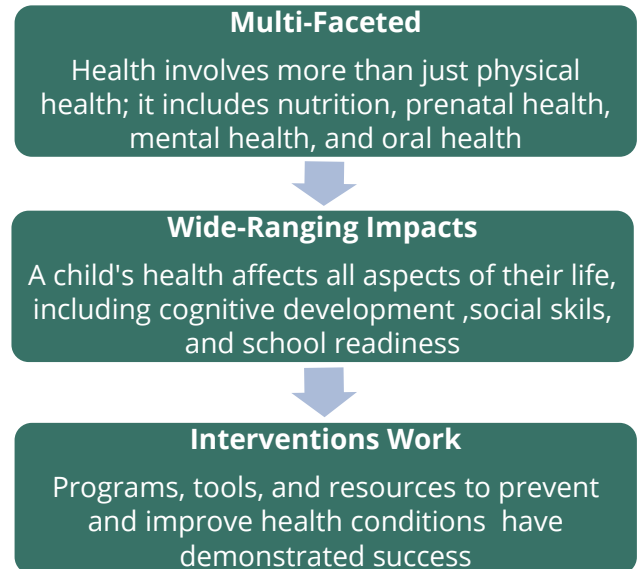 Multi-Faceted
Health involves more than just physical
health; it includes nutrition, prenatal health,
mental health, and oral health
Wide-Ranging Impacts
A child's health affects all aspects of their life,
including cognitive development ,social skils,
and school readiness
Interventions Work
Programs, tools, and resources to prevent
and improve health conditions  have
demonstrated success